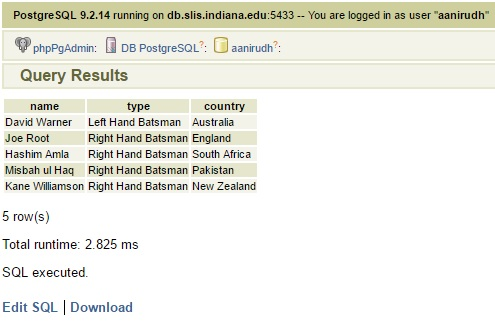 PostgreSQL 9.2.14 running on db.slis.indiana.edu:5433 -- You are logged in as user "aanirudh"
phpPgAdmin: DB PostgreSQL?: aanirudh?:
Query Results
name type country
David Warner Left Hand Batsman Australia
Joe Root Right Hand Batsman England
Hashim Amla Right Hand Batsman South Africa
Misbah ul Haq Right Hand Batsman Pakistan
Kane Williamson Right Hand Batsman New Zealand
5 row(s)
Total runtime: 2.825 ms
SQL executed.
Edit SQL | Download